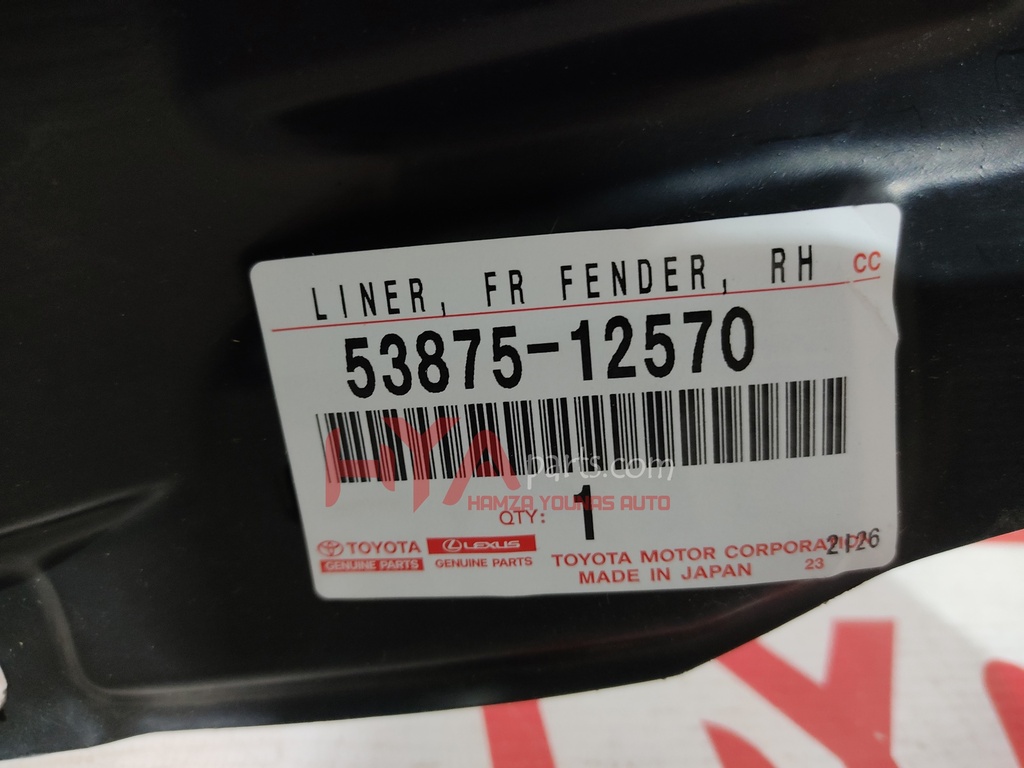 LINER, FR FENDER, RH CC
53875-12570
HYA parts.com
HAMZA YOUNAS AUTO
QTY: 1
TOYOTA LEXUS
GENUINE PARTS GENUINE PARTS
TOYOTA MOTOR CORPORATION 2126
MADE IN JAPAN 23